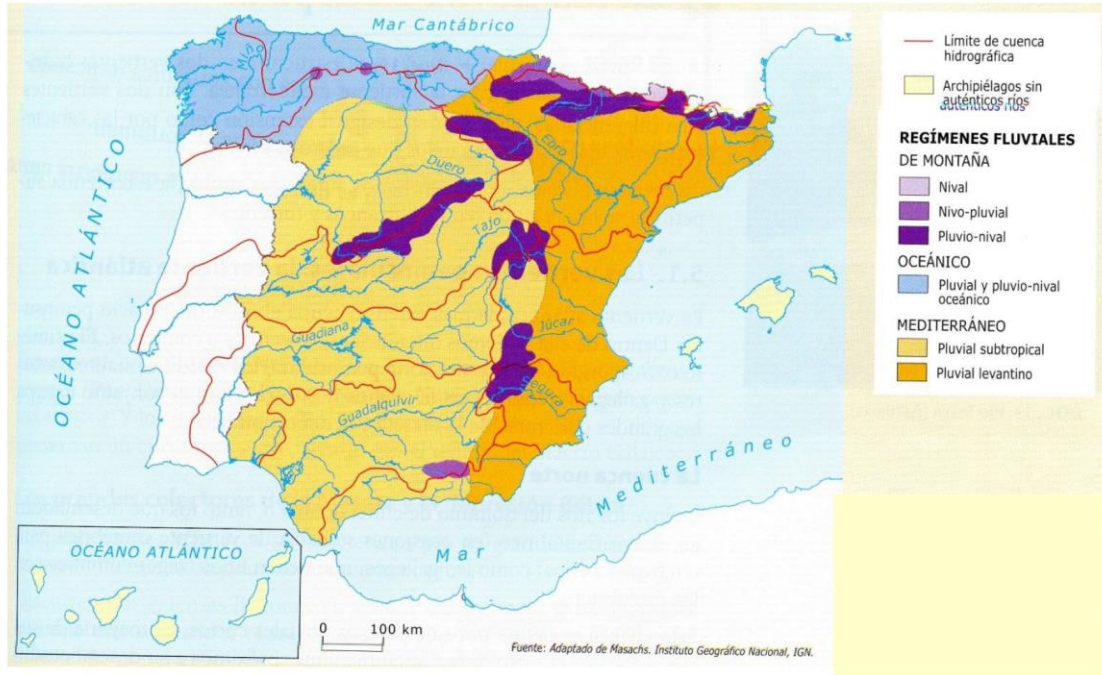 Mar Cantábrico
Miño
OCÉANO ATLÁNTICO
Duero
Ebro
Tajo
Júcar
Guadiana
Segura
Guadalquivir
Mar Mediterráneo
OCÉANO ATLÁNTICO
0 100 km
Fuente: Adaptado de Masachs. Instituto Geográfico Nacional, IGN.
Límite de cuenca
hidrográfica
Archipiélagos sin
auténticos ríos
REGÍMENES FLUVIALES
DE MONTAÑA
Nival
Nivo-pluvial
Pluvio-nival
OCEÁNICO
Pluvial y pluvio-nival
oceánico
MEDITERRÁNEO
Pluvial subtropical
Pluvial levantino